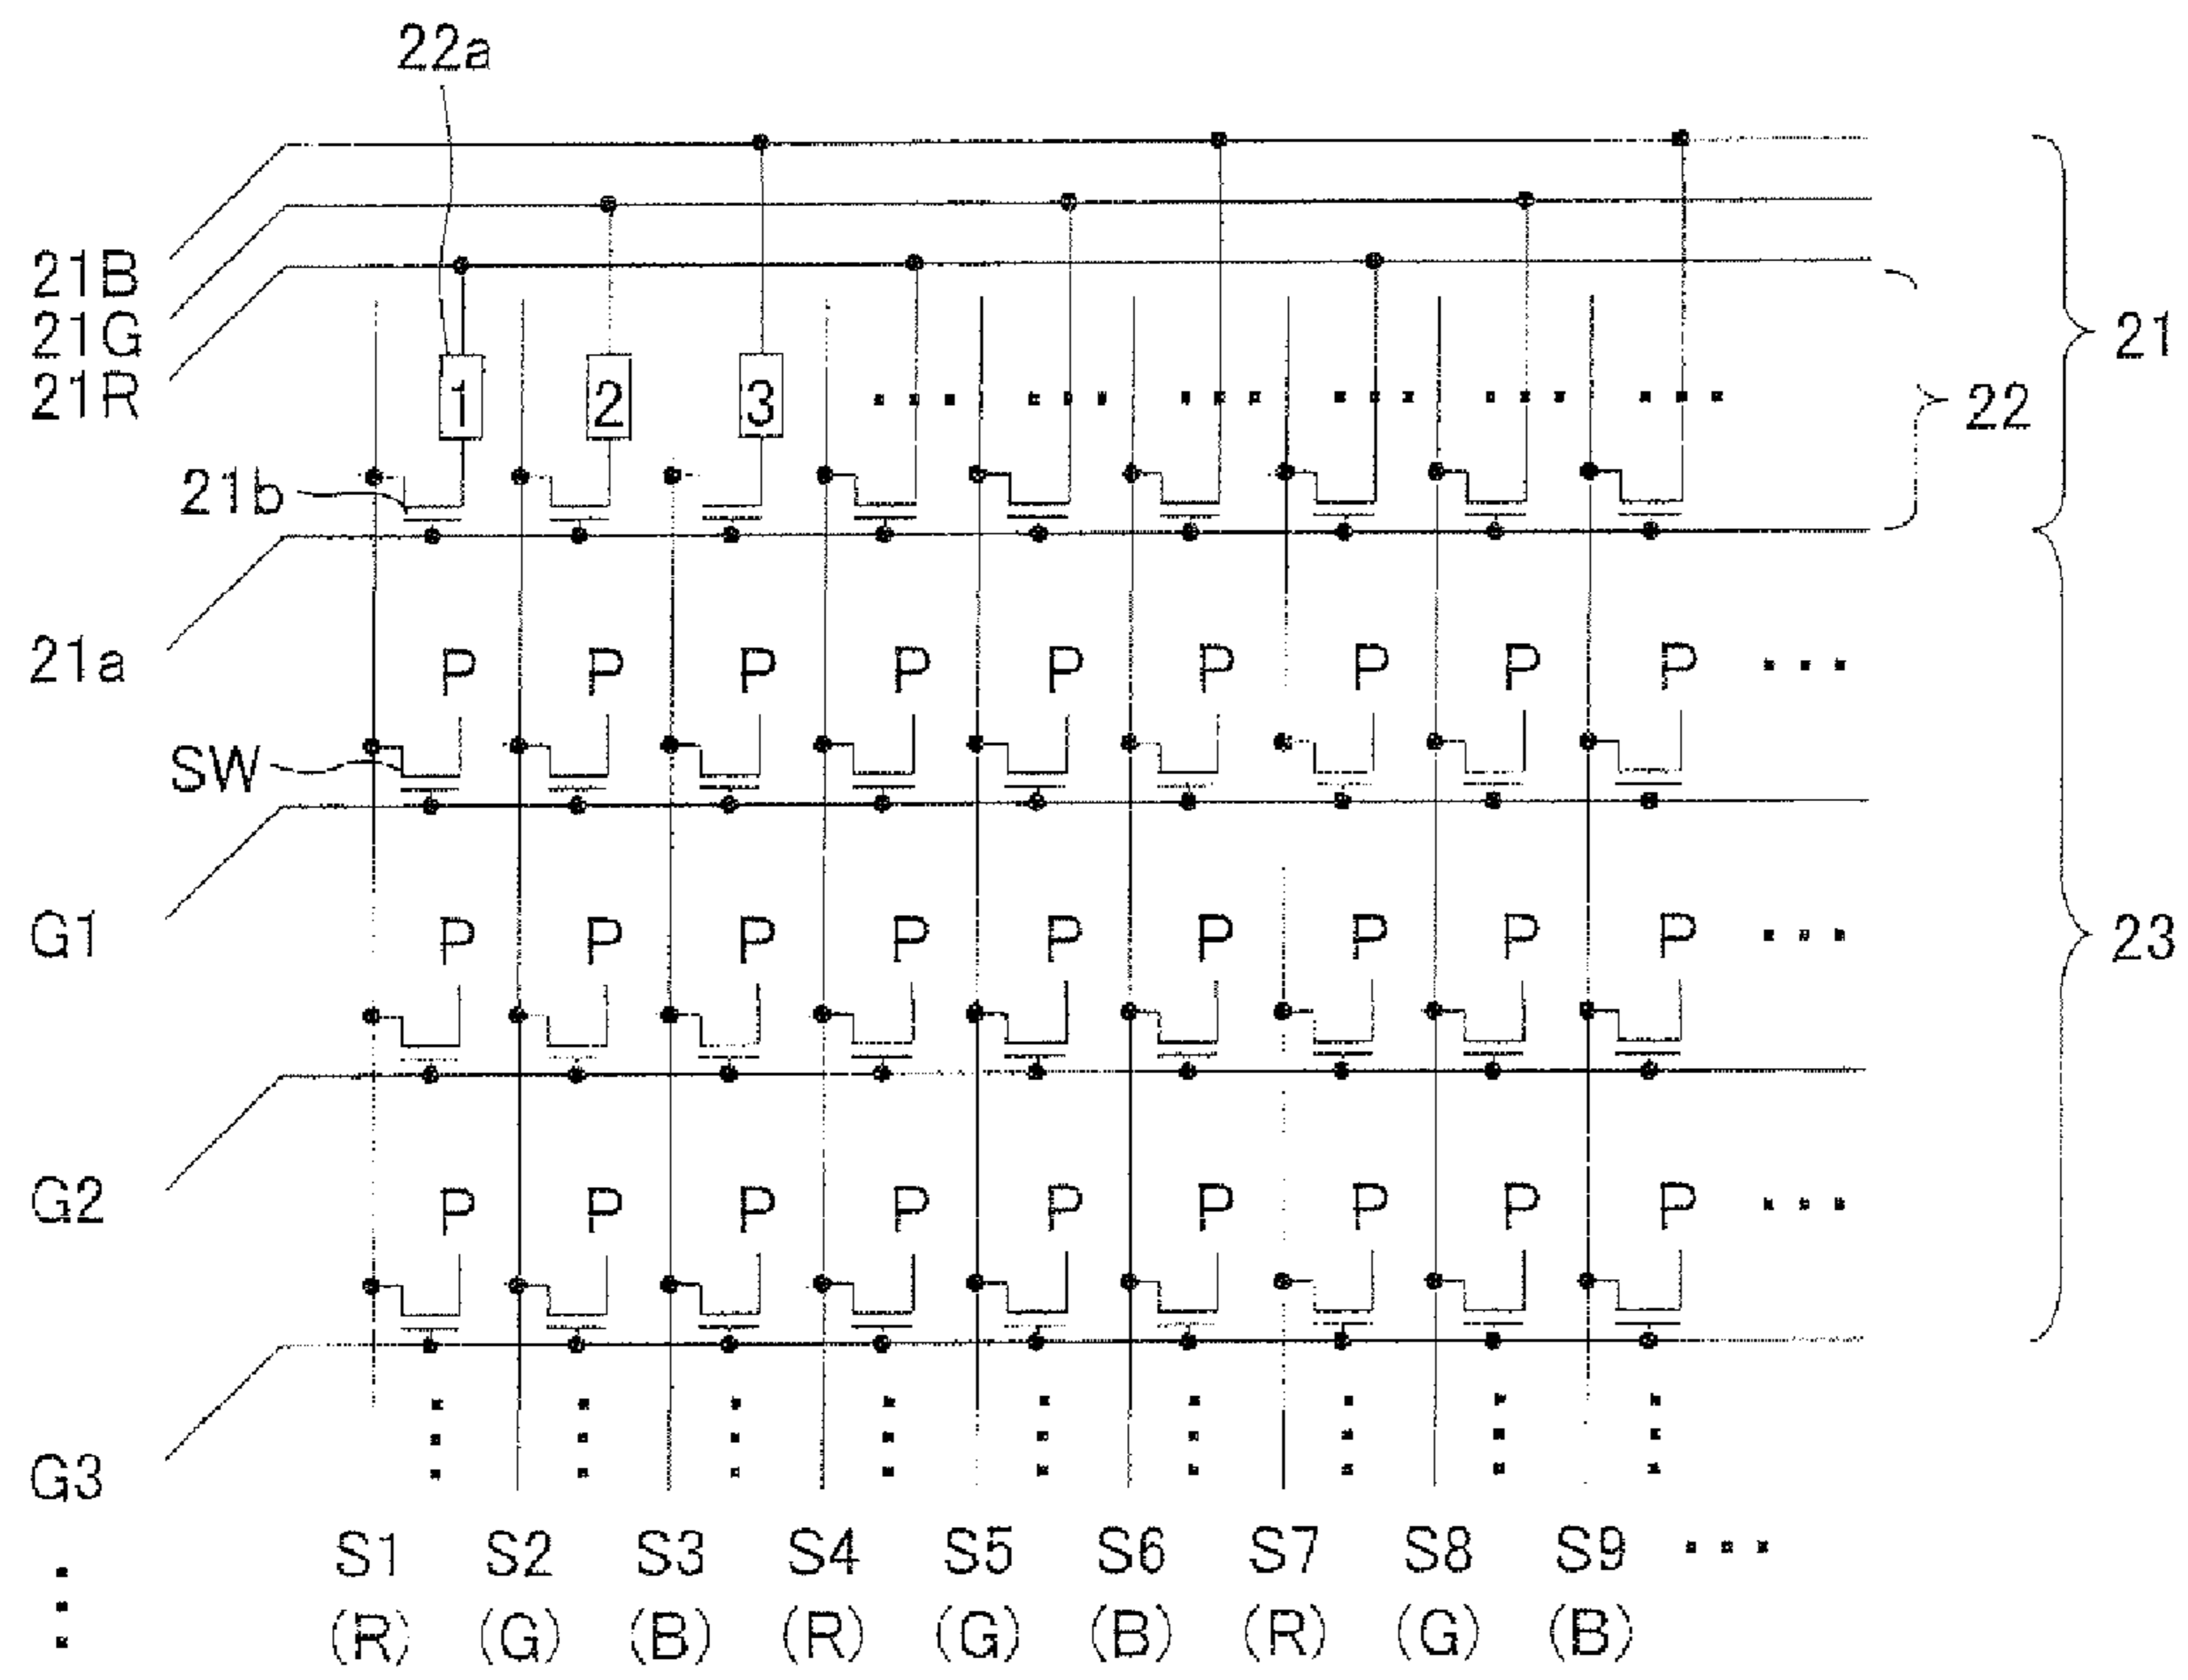 22a
21B
21G
21R
21
1 2 3
22
21b
21a
P P P P P P P P P
SW
G1
P P P P P P P P P
23
G2
P P P P P P P P P
G3
S1 S2 S3 S4 S5 S6 S7 S8 S9
(R) (G) (B) (R) (G) (B) (R) (G) (B)